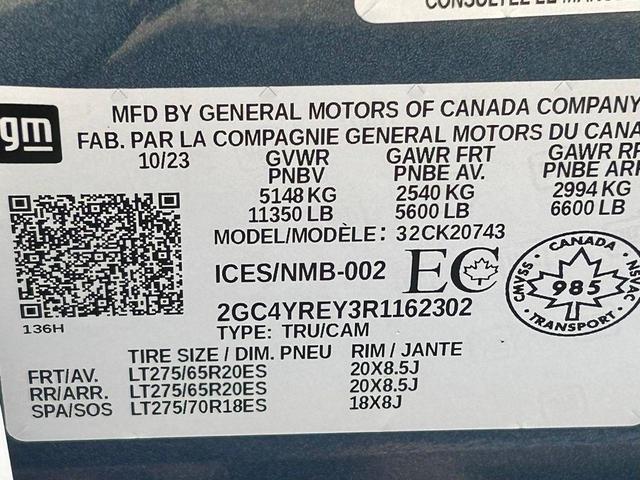 CONSULTEZ LE
gm
MFD BY GENERAL MOTORS OF CANADA COMPANY
FAB. PAR LA COMPAGNIE GENERAL MOTORS DU
10/23 GVWR GAWR FRT GAWR
PNBV PNBE AV. PNBE
5148 KG 2540 KG 2994 KG
11350 LB 5600 LB 6600 LB
MODEL/MODÈLE: 32CK20743
ICES/NMB-002 EC
CMVSS · CANADA · NSVAC
985
· TRANSPORT ·
2GC4YREY3R1162302
136H
TYPE: TRU/CAM
TIRE SIZE / DIM. PNEU RIM / JANTE
FRT/AV. LT275/65R20ES 20X8.5J
RR/ARR. LT275/65R20ES 20X8.5J
SPA/SOS LT275/70R18ES 18X8J